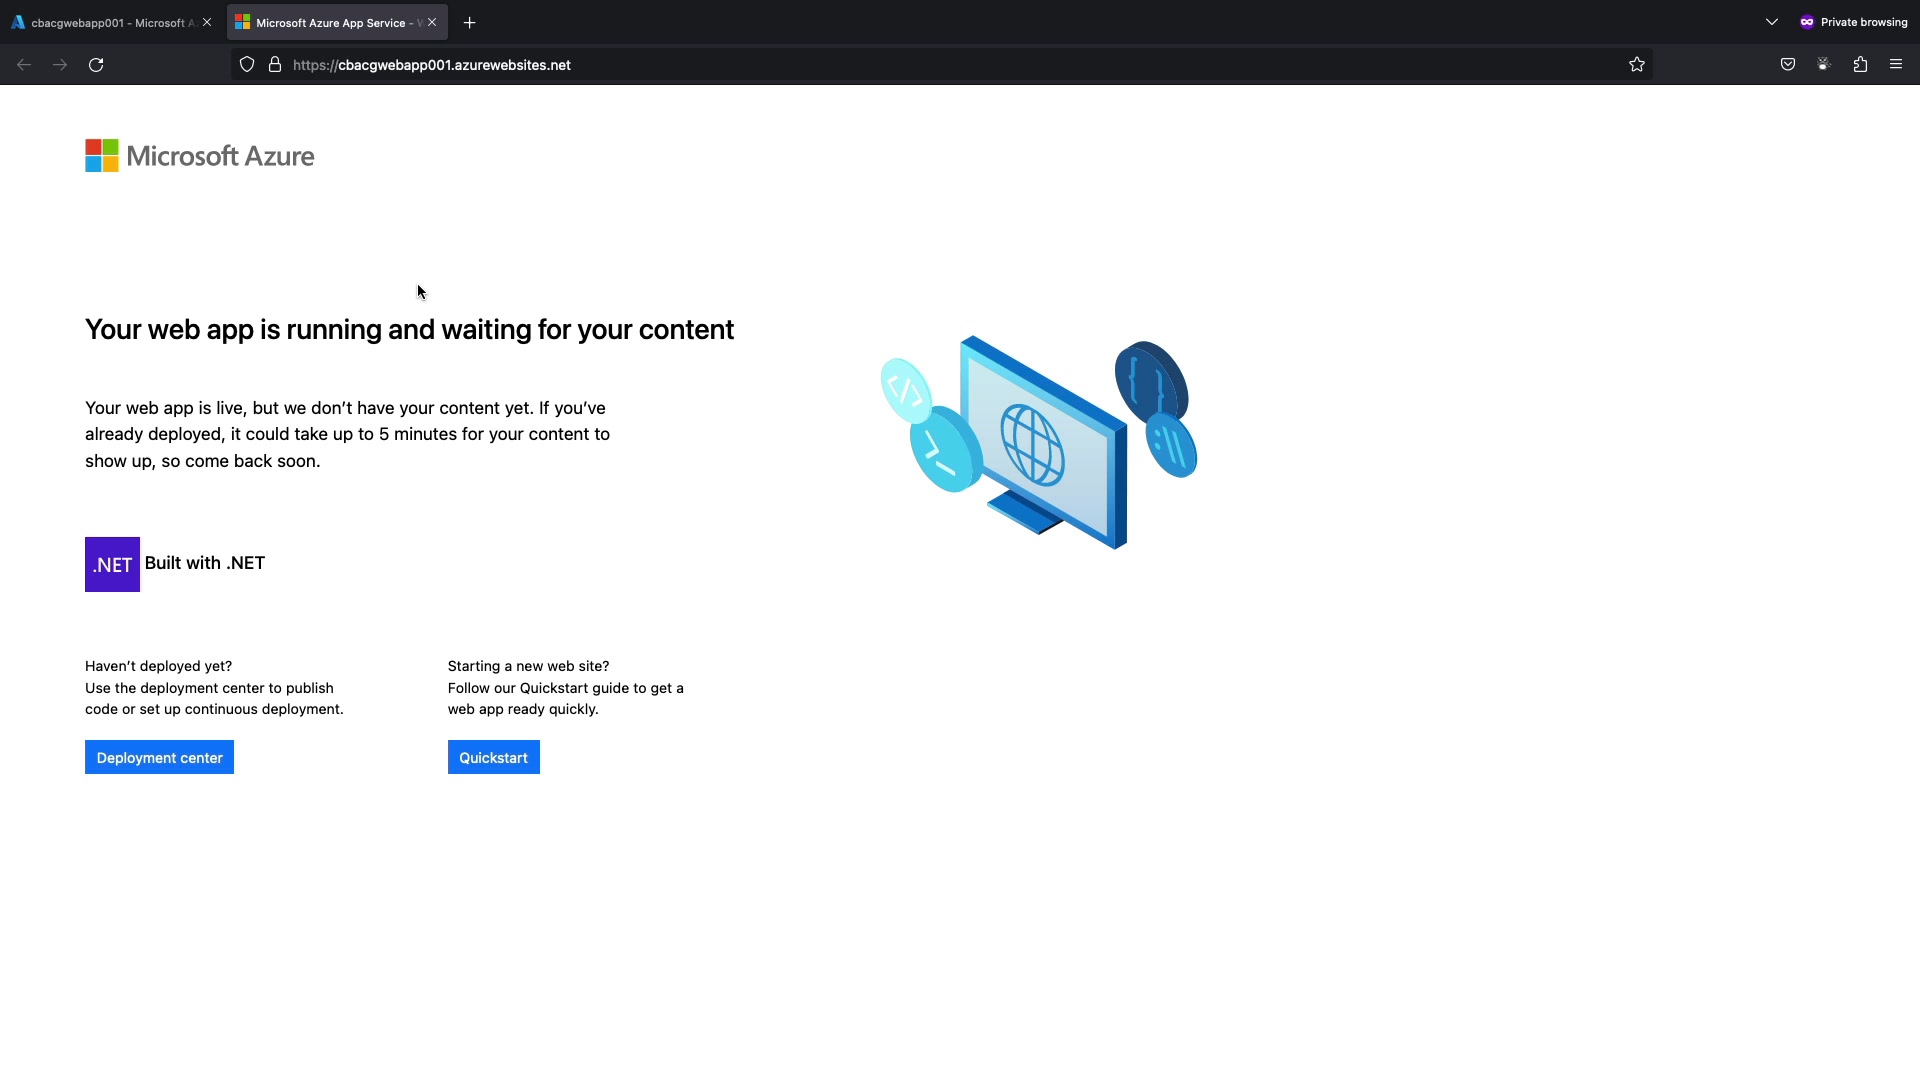 cbacgwebapp001 - Microsoft A
Microsoft Azure App Service -
Private browsing
https://cbacgwebapp001.azurewebsites.net
Microsoft Azure
Your web app is running and waiting for your content
Your web app is live, but we don’t have your content yet. If you’ve
already deployed, it could take up to 5 minutes for your content to
show up, so come back soon.
.NET Built with .NET
Haven’t deployed yet?
Use the deployment center to publish
code or set up continuous deployment.
Deployment center
Starting a new web site?
Follow our Quickstart guide to get a
web app ready quickly.
Quickstart